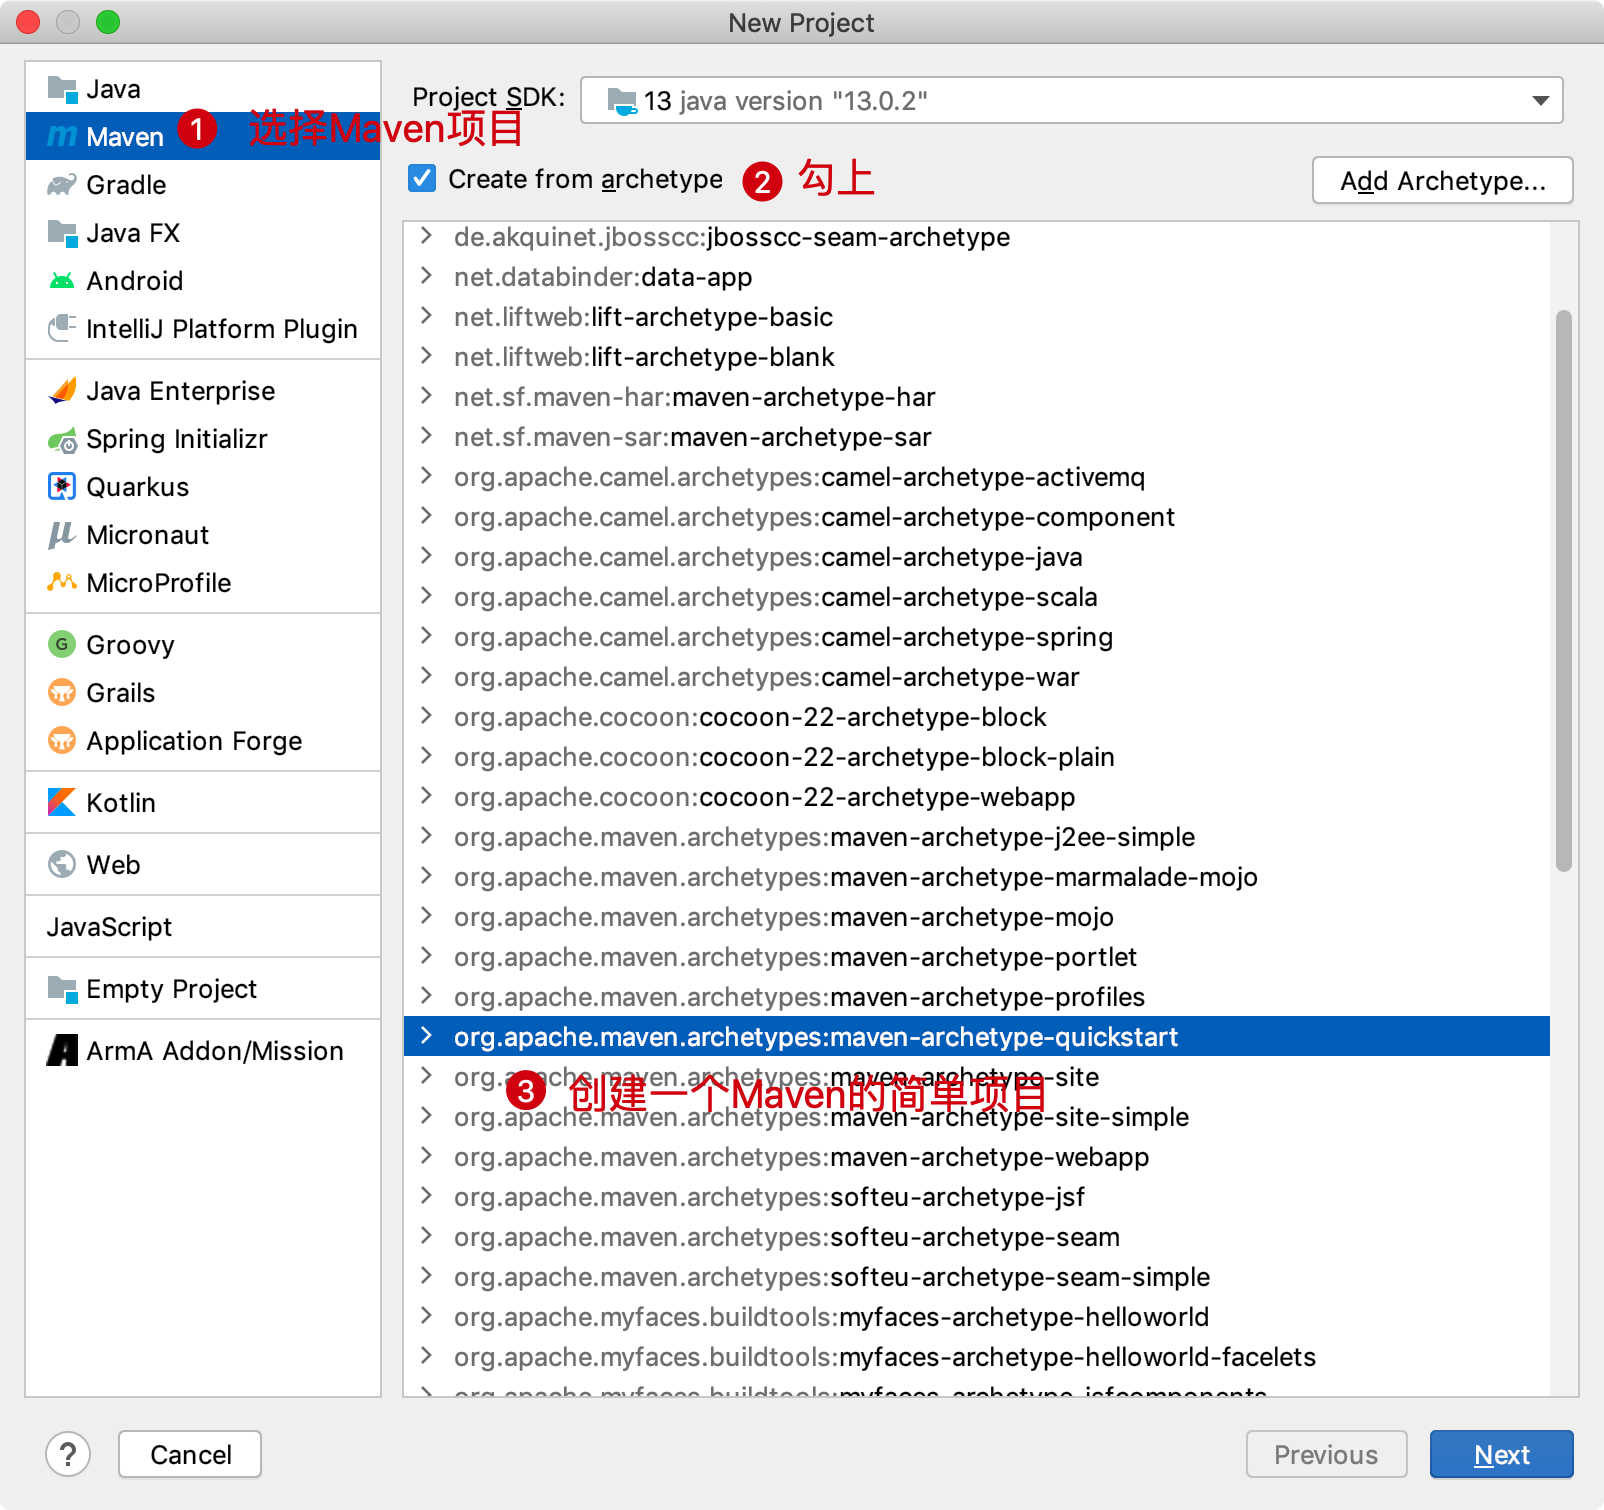 New Project
Java
Maven
1 选择Maven项目
Gradle
Java FX
Android
IntelliJ Platform Plugin
Java Enterprise
Spring Initializr
Quarkus
Micronaut
MicroProfile
Groovy
Grails
Application Forge
Kotlin
Web
JavaScript
Empty Project
ArmA Addon/Mission
Project SDK:
13 java version "13.0.2"
Create from archetype
2 勾上
Add Archetype...
de.akquinet.jbosscc:jbosscc-seam-archetype
net.databinder:data-app
net.liftweb:lift-archetype-basic
net.liftweb:lift-archetype-blank
net.sf.maven-har:maven-archetype-har
net.sf.maven-sar:maven-archetype-sar
org.apache.camel.archetypes:camel-archetype-activemq
org.apache.camel.archetypes:camel-archetype-component
org.apache.camel.archetypes:camel-archetype-java
org.apache.camel.archetypes:camel-archetype-scala
org.apache.camel.archetypes:camel-archetype-spring
org.apache.camel.archetypes:camel-archetype-war
org.apache.cocoon:cocoon-22-archetype-block
org.apache.cocoon:cocoon-22-archetype-block-plain
org.apache.cocoon:cocoon-22-archetype-webapp
org.apache.maven.archetypes:maven-archetype-j2ee-simple
org.apache.maven.archetypes:maven-archetype-marmalade-mojo
org.apache.maven.archetypes:maven-archetype-mojo
org.apache.maven.archetypes:maven-archetype-portlet
org.apache.maven.archetypes:maven-archetype-profiles
org.apache.maven.archetypes:maven-archetype-quickstart
org.apache.maven.archetypes:maven-archetype-site
3 创建一个Maven的简单项目
org.apache.maven.archetypes:maven-archetype-site-simple
org.apache.maven.archetypes:maven-archetype-webapp
org.apache.maven.archetypes:softeu-archetype-jsf
org.apache.maven.archetypes:softeu-archetype-seam
org.apache.maven.archetypes:softeu-archetype-seam-simple
org.apache.myfaces.buildtools:myfaces-archetype-helloworld
org.apache.myfaces.buildtools:myfaces-archetype-helloworld-facelets
org.apache.myfaces.buildtools:myfaces-archetype-jsfcomponents
?
Cancel
Previous
Next